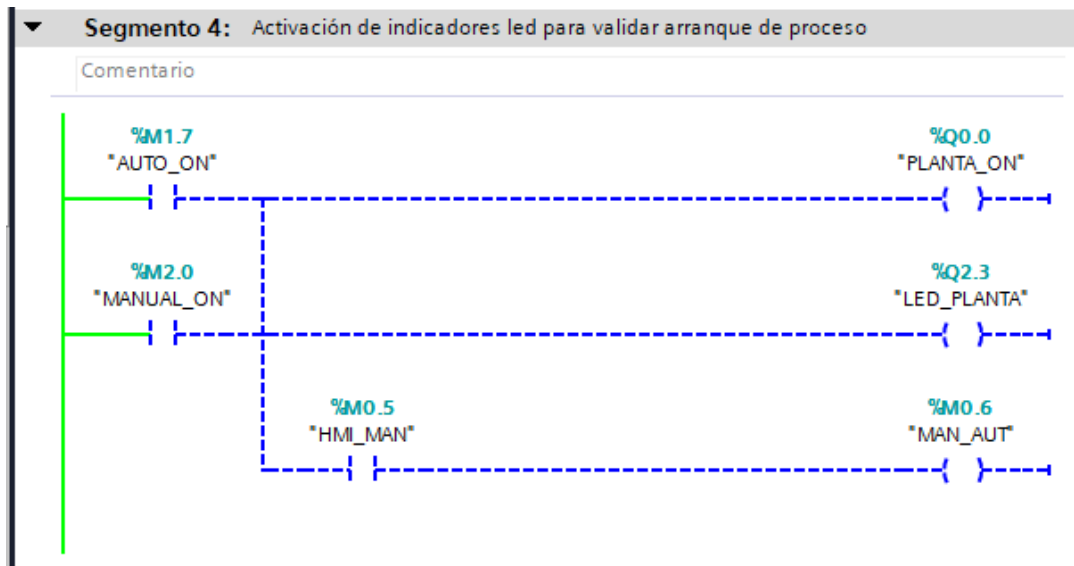 Segmento 4: Activación de indicadores led para validar arranque de proceso
Comentario
%M1.7 %Q0.0
"AUTO_ON" "PLANTA_ON"
%M2.0 %Q2.3
"MANUAL_ON" "LED_PLANTA"
%M0.5 %M0.6
"HMI_MAN" "MAN_AUT"